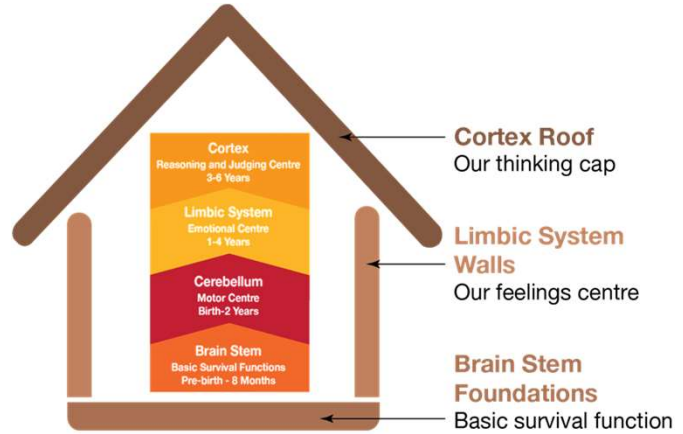 Cortex
Reasoning and Judging Centre
3-6 Years
Limbic System
Emotional Centre
1-4 Years
Cerebellum
Motor Centre
Birth-2 Years
Brain Stem
Basic Survival Functions
Pre-birth - 8 Months
Cortex Roof
Our thinking cap
Limbic System
Walls
Our feelings centre
Brain Stem
Foundations
Basic survival function